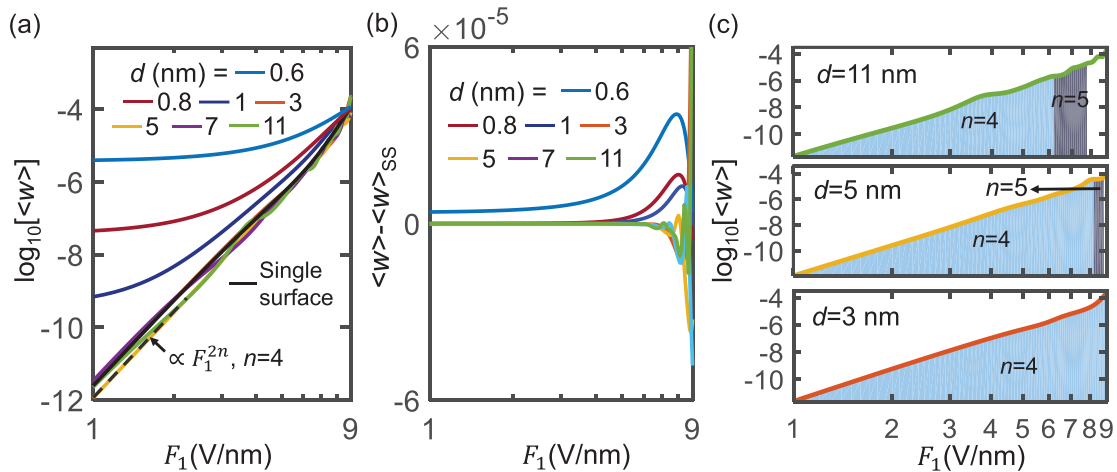 (a)
d (nm) = 0.6
0.8 1 3
5 7 11
Single
surface
∝ F₁²ⁿ, n=4
log₁₀[<w>]
-4
-6
-8
-10
-12
1 9
F₁(V/nm)
(b)
×10⁻⁵
6
0
-6
d (nm) = 0.6
0.8 1 3
5 7 11
<w>-<w>SS
1 9
F₁(V/nm)
(c)
log₁₀[<w>]
-4
-6
-8
-10
d=11 nm
n=4
n=5
-4
-6
-8
-10
d=5 nm
n=5
n=4
-4
-6
-8
-10
d=3 nm
n=4
1 2 3 4 5 6 7 8 9
F₁(V/nm)